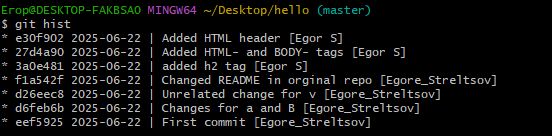 Егор@DESKTOP-FAKBSAO MINGW64 ~/Desktop/hello (master)
$ git hist
* e30f902 2025-06-22 | Added HTML header [Egor S]
* 27d4a90 2025-06-22 | Added HTML- and BODY- tags [Egor S]
* 3a0e481 2025-06-22 | added h2 tag [Egor S]
* f1a542f 2025-06-22 | Changed README in orginal repo [Egore_Streltsov]
* d26eec8 2025-06-22 | Unrelated change for v [Egore_Streltsov]
* d6feb6b 2025-06-22 | Changes for a and B [Egore_Streltsov]
* eef5925 2025-06-22 | First commit [Egore_Streltsov]